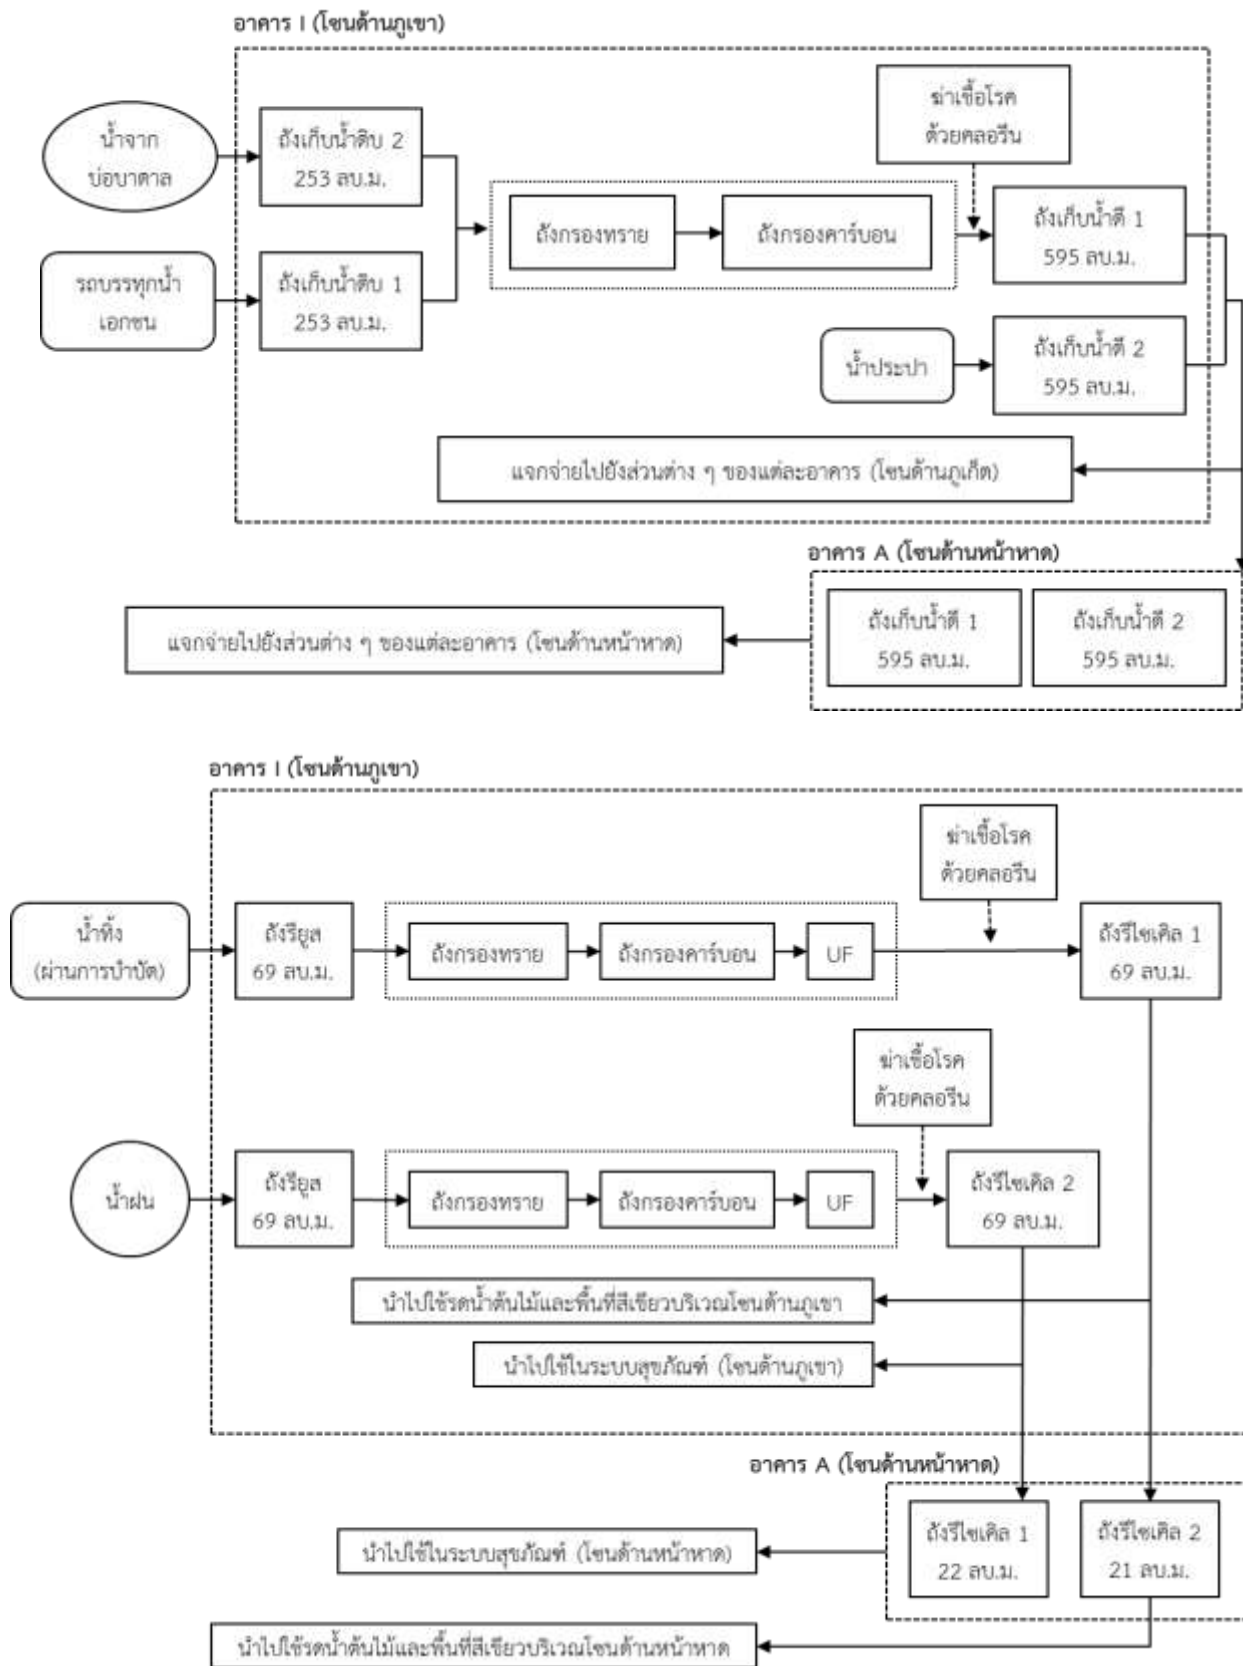 อาคาร I (โซนด้านภูเขา)
น้ำจาก
บ่อบาดาล
ถังเก็บน้ำดิบ 2
253 ลบ.ม.
ฆ่าเชื้อโรค
ด้วยคลอรีน
ถังกรองทราย
ถังกรองคาร์บอน
ถังเก็บน้ำดี 1
595 ลบ.ม.
รถบรรทุกน้ำ
เอกชน
ถังเก็บน้ำดิบ 1
253 ลบ.ม.
น้ำประปา
ถังเก็บน้ำดี 2
595 ลบ.ม.
แจกจ่ายไปยังส่วนต่าง ๆ ของแต่ละอาคาร (โซนด้านภูเก็ต)
อาคาร A (โซนด้านหน้าหาด)
แจกจ่ายไปยังส่วนต่าง ๆ ของแต่ละอาคาร (โซนด้านหน้าหาด)
ถังเก็บน้ำดี 1
595 ลบ.ม.
ถังเก็บน้ำดี 2
595 ลบ.ม.
อาคาร I (โซนด้านภูเขา)
ฆ่าเชื้อโรค
ด้วยคลอรีน
น้ำทิ้ง
(ผ่านการบำบัด)
ถังรียูส
69 ลบ.ม.
ถังกรองทราย
ถังกรองคาร์บอน
UF
ถังรีไซเคิล 1
69 ลบ.ม.
ฆ่าเชื้อโรค
ด้วยคลอรีน
น้ำฝน
ถังรียูส
69 ลบ.ม.
ถังกรองทราย
ถังกรองคาร์บอน
UF
ถังรีไซเคิล 2
69 ลบ.ม.
นำไปใช้รดน้ำต้นไม้และพื้นที่สีเขียวบริเวณโซนด้านภูเขา
นำไปใช้ในระบบสุขภัณฑ์ (โซนด้านภูเขา)
อาคาร A (โซนด้านหน้าหาด)
นำไปใช้ในระบบสุขภัณฑ์ (โซนด้านหน้าหาด)
ถังรีไซเคิล 1
22 ลบ.ม.
ถังรีไซเคิล 2
21 ลบ.ม.
นำไปใช้รดน้ำต้นไม้และพื้นที่สีเขียวบริเวณโซนด้านหน้าหาด